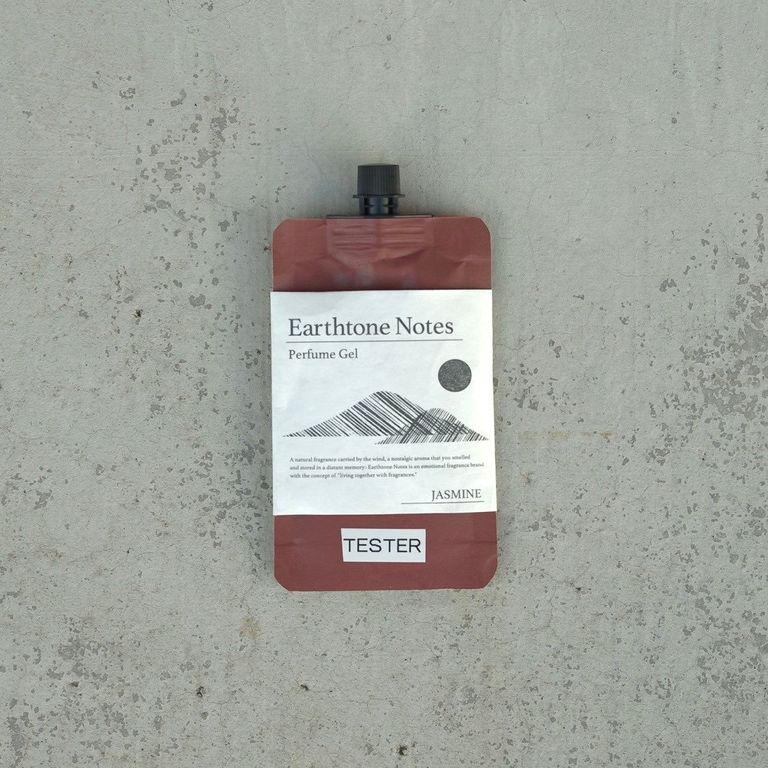 Earthtone Notes
Perfume Gel
A natural fragrance carried by the wind, a nostalgic aroma that you smelled
and stored in a distant memory: Earthtone Notes is an emotional fragrance brand
with the concept of "living together with fragrances."
JASMINE
TESTER